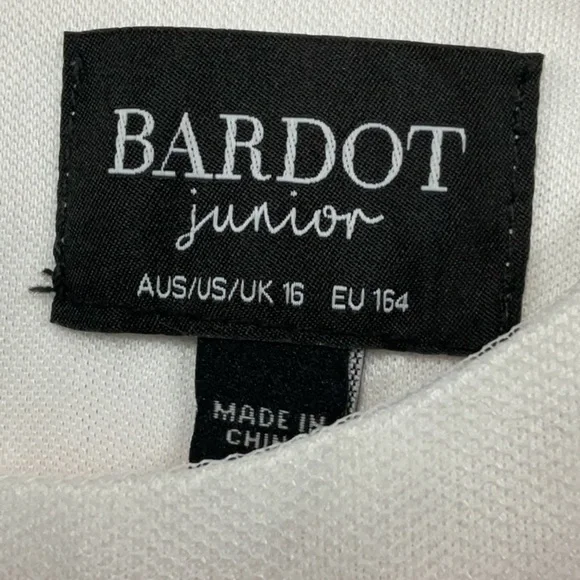 BARDOT
junior
AUS/US/UK 16 EU 164
MADE IN